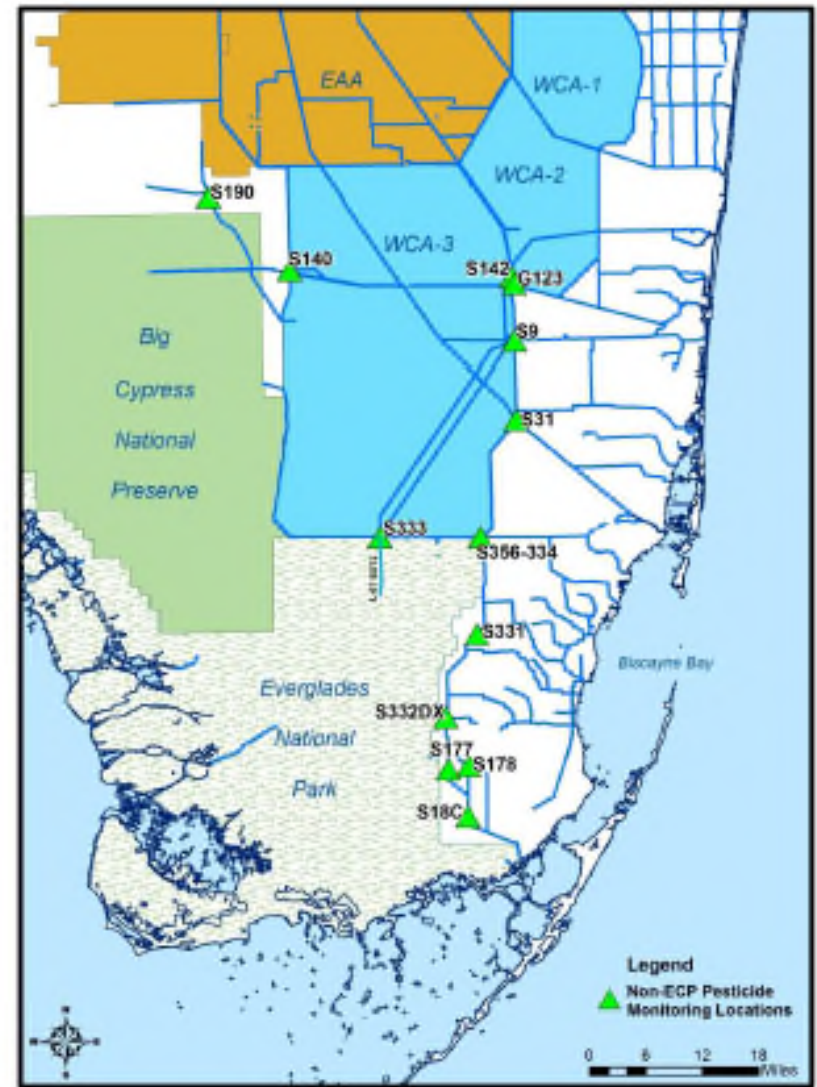 EAA
WCA-1
WCA-2
S190
WCA-3
S140
S142
G123
S9
Big
Cypress
National
Preserve
S31
S333
S356-334
S331
Biscayne Bay
Everglades
National
Park
S332DX
S177
S178
S18C
Legend
Non-ECP Pesticide
Monitoring Locations
N
0 6 12 18
Miles